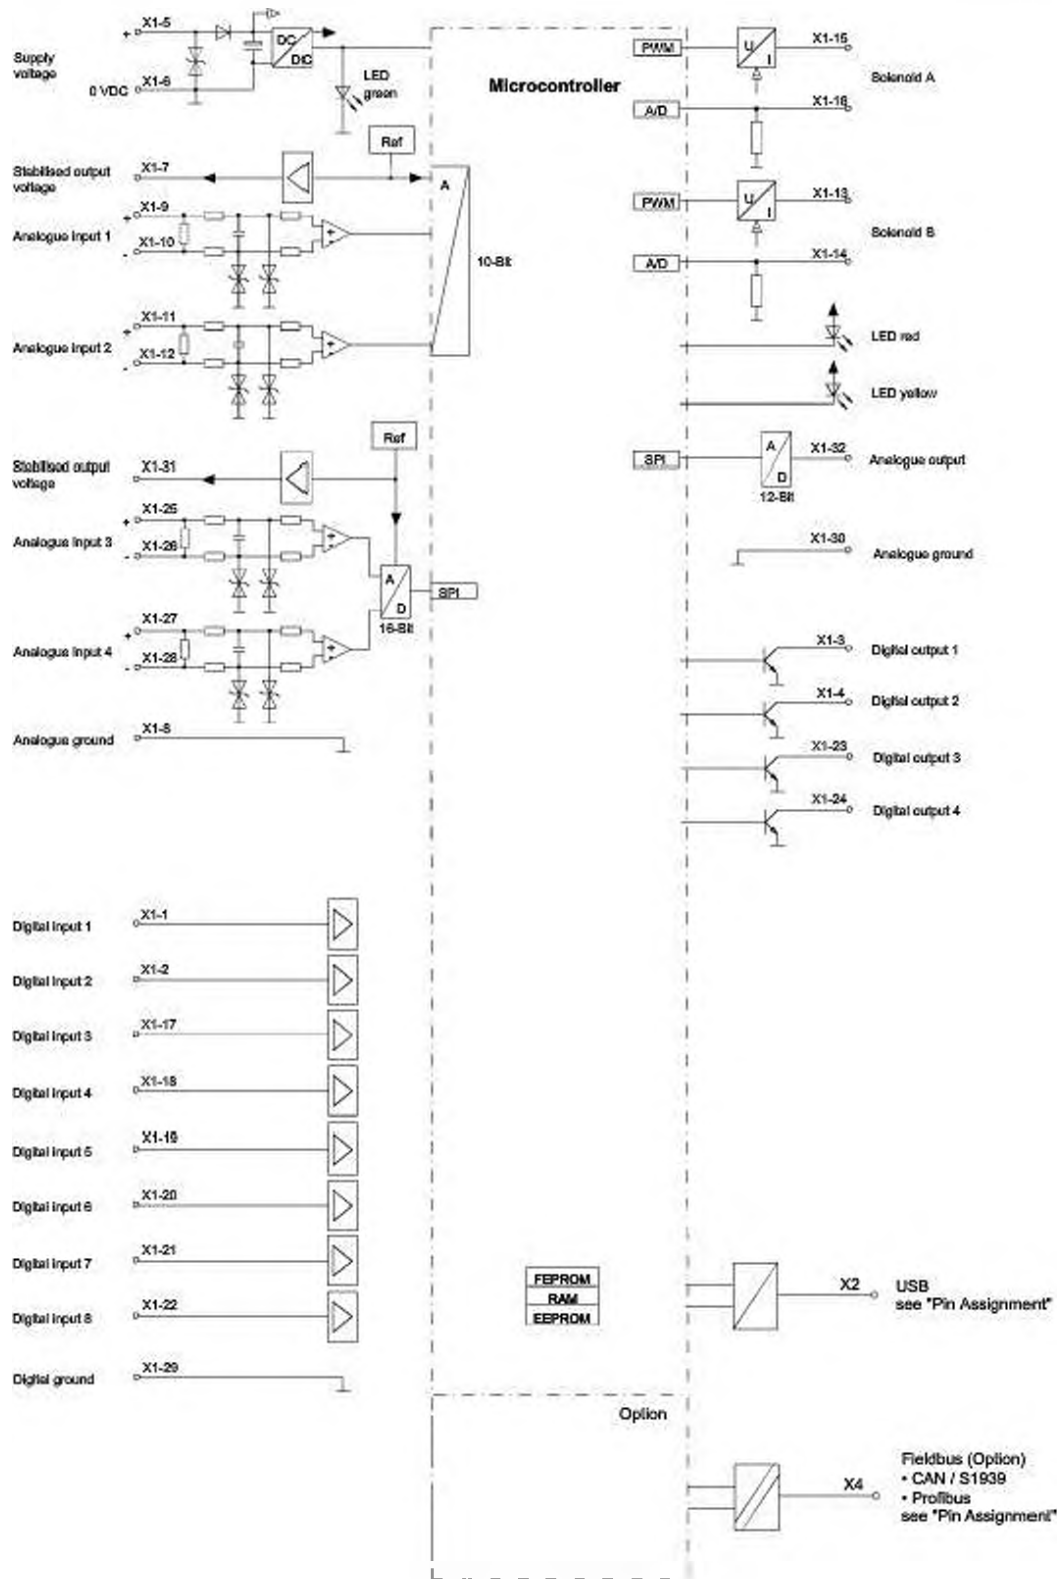 X1-5
+
Supply
voltage
DC
DC
X1-6
0 VDC
LED
green
Microcontroller
PWM
U
I
X1-15
Solenoid A
A/D
X1-16
Ref
Stabilised output
voltage
X1-7
A
X1-9
+
Analogue input 1
X1-10
-
10-Bit
X1-11
+
Analogue input 2
X1-12
-
PWM
U
I
X1-13
Solenoid B
A/D
X1-14
LED red
LED yellow
Ref
Stabilised output
voltage
X1-31
SPI
A
D
12-Bit
X1-32
Analogue output
X1-25
+
Analogue input 3
X1-26
-
X1-30
Analogue ground
A
D
16-Bit
SPI
X1-27
+
Analogue input 4
X1-28
-
X1-3
Digital output 1
X1-4
Digital output 2
Analogue ground
X1-8
X1-23
Digital output 3
X1-24
Digital output 4
Digital input 1
X1-1
Digital input 2
X1-2
Digital input 3
X1-17
Digital input 4
X1-18
Digital input 5
X1-19
Digital input 6
X1-20
Digital input 7
X1-21
Digital input 8
X1-22
Digital ground
X1-29
FEPROM
RAM
EEPROM
X2
USB
see "Pin Assignment"
Option
X4
Fieldbus (Option)
• CAN / S1939
• Profibus
see "Pin Assignment"